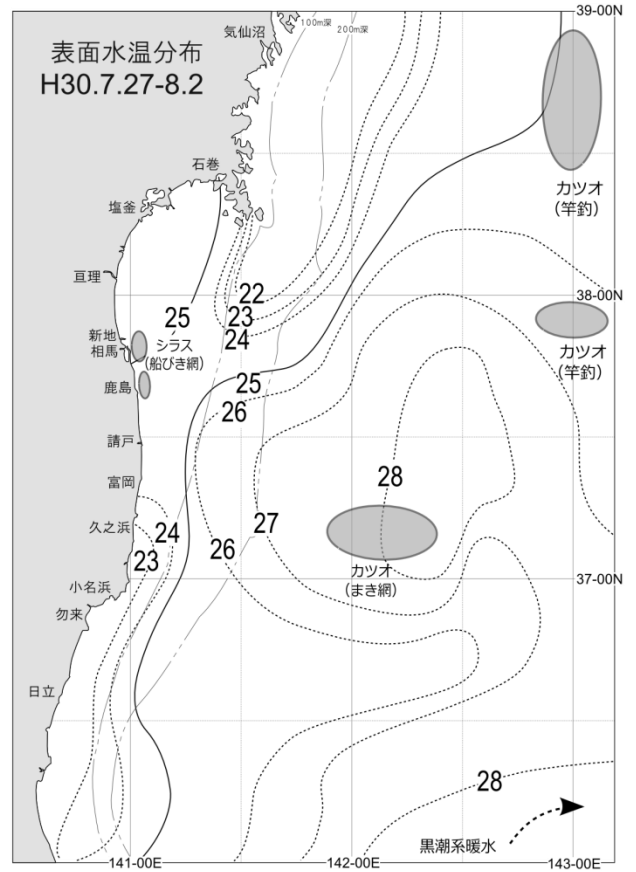 39-00N
気仙沼
100m深
200m深
表面水温分布
H30.7.27-8.2
石巻
カツオ
(竿釣)
塩釜
亘理
22
38-00N
23
25
新地
シラス
24
相馬
(船びき網)
カツオ
(竿釣)
鹿島
25
26
請戸
28
富岡
27
久之浜
24
26
23
カツオ
37-00N
小名浜
(まき網)
勿来
日立
28
黒潮系暖水
141-00E
142-00E
143-00E